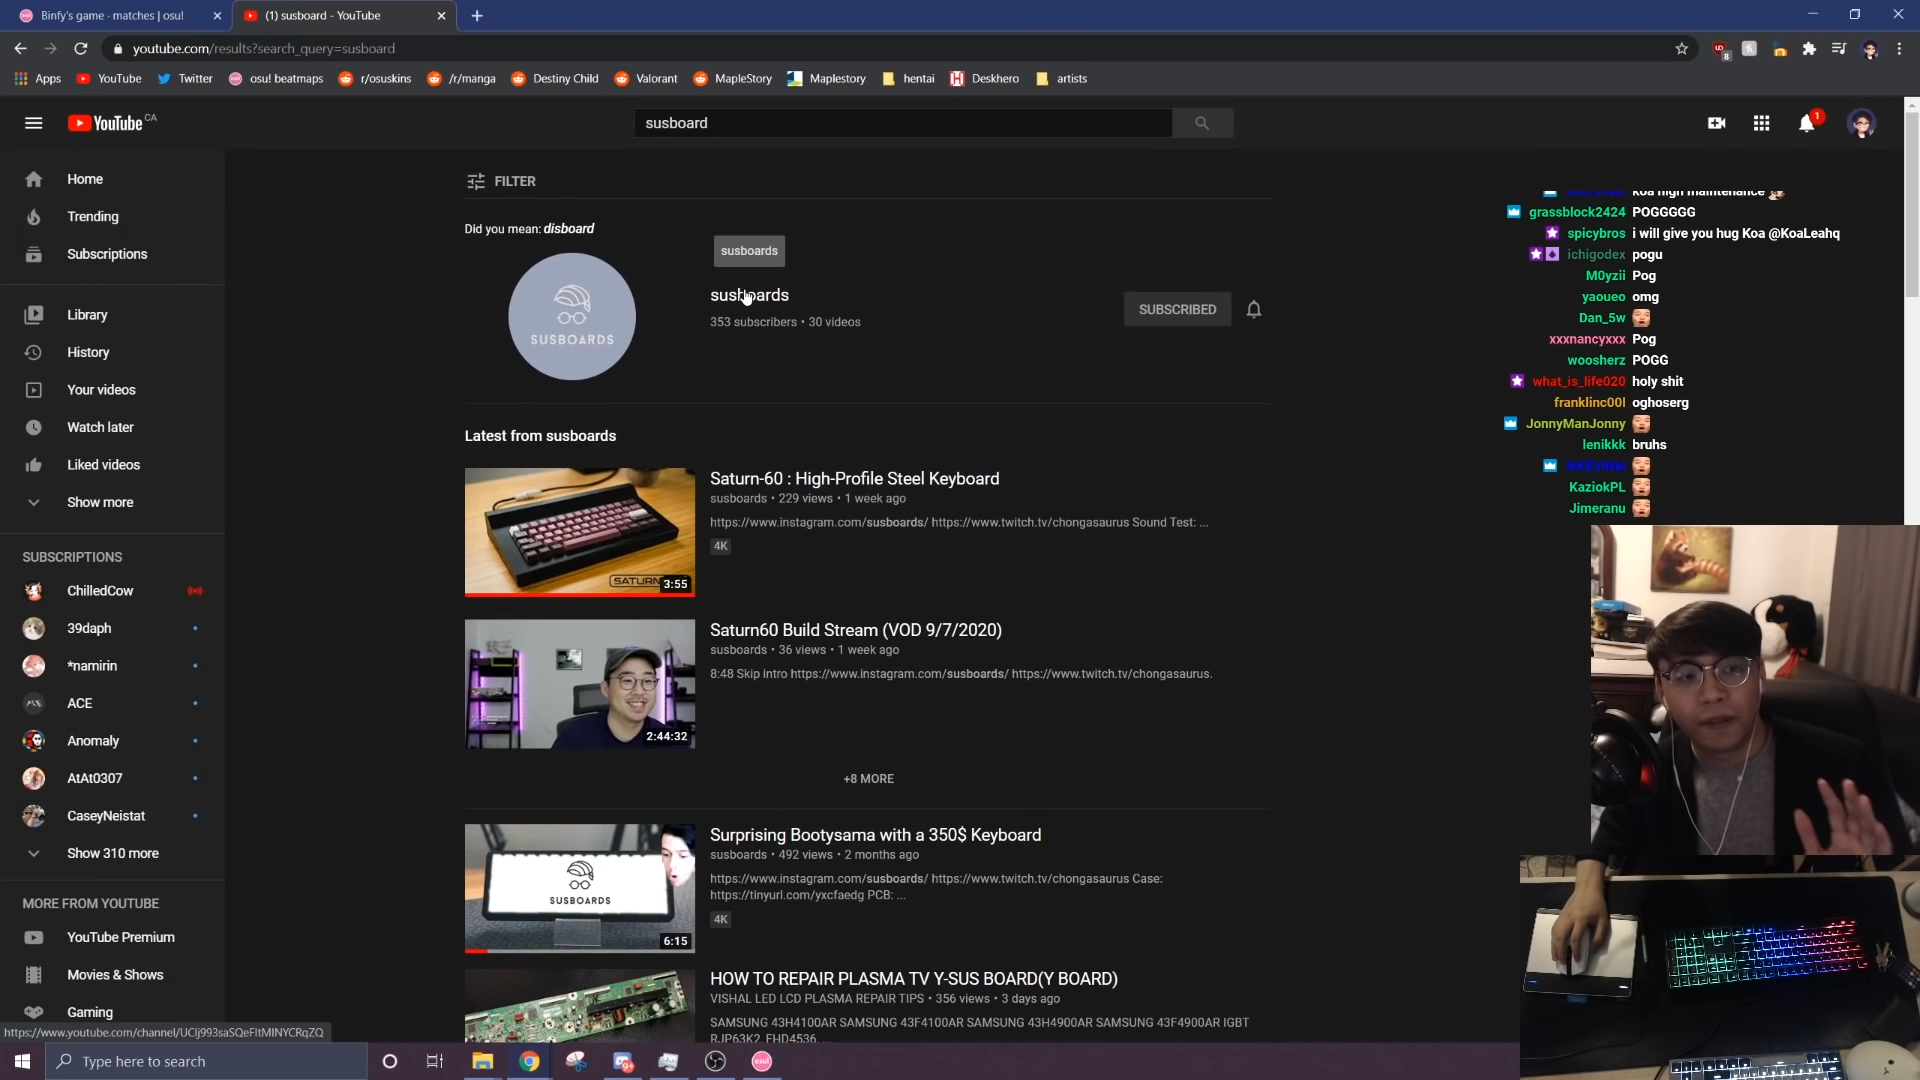 Binfy's game · matches | osu!
(1) susboard - YouTube
youtube.com/results?search_query=susboard
8
Apps
YouTube
Twitter
osu! beatmaps
r/osuskins
/r/manga
Destiny Child
Valorant
MapleStory
Maplestory
hentai
Deskhero
artists
YouTube CA
susboard
1
Home
Trending
Subscriptions
Library
History
Your videos
Watch later
Liked videos
Show more
SUBSCRIPTIONS
ChilledCow
39daph
*namirin
ACE
Anomaly
AtAt0307
CaseyNeistat
Show 310 more
MORE FROM YOUTUBE
YouTube Premium
Movies & Shows
Gaming
https://www.youtube.com/channel/UClj993saSQeFItMINYCRqZQ
FILTER
Did you mean: disboard
susboards
SUSBOARDS
susboards
353 subscribers • 30 videos
SUBSCRIBED
Latest from susboards
Saturn-60 : High-Profile Steel Keyboard
susboards • 229 views • 1 week ago
https://www.instagram.com/susboards/ https://www.twitch.tv/chongasaurus Sound Test: ...
4K
3:55
Saturn60 Build Stream (VOD 9/7/2020)
susboards • 36 views • 1 week ago
8:48 Skip intro https://www.instagram.com/susboards/ https://www.twitch.tv/chongasaurus.
2:44:32
+8 MORE
Surprising Bootysama with a 350$ Keyboard
susboards • 492 views • 2 months ago
https://www.instagram.com/susboards/ https://www.twitch.tv/chongasaurus Case:
https://tinyurl.com/yxcfaedg PCB: ...
4K
SUSBOARDS
6:15
HOW TO REPAIR PLASMA TV Y-SUS BOARD(Y BOARD)
VISHAL LED LCD PLASMA REPAIR TIPS • 356 views • 3 days ago
SAMSUNG 43H4100AR SAMSUNG 43F4100AR SAMSUNG 43H4900AR SAMSUNG 43F4900AR IGBT
RJP63K2, FHD4536, ...
koa high maintenance
grassblock2424 POGGGGG
spicybros i will give you hug Koa @KoaLeahq
ichigodex pogu
M0yzii Pog
yaoueo omg
Dan_5w
xxxnancyxxx Pog
woosherz POGG
what_is_life020 holy shit
franklinc00l oghoserg
JonnyManJonny
lenikkk bruhs
KaziokPL
Jimeranu
Type here to search
osu!